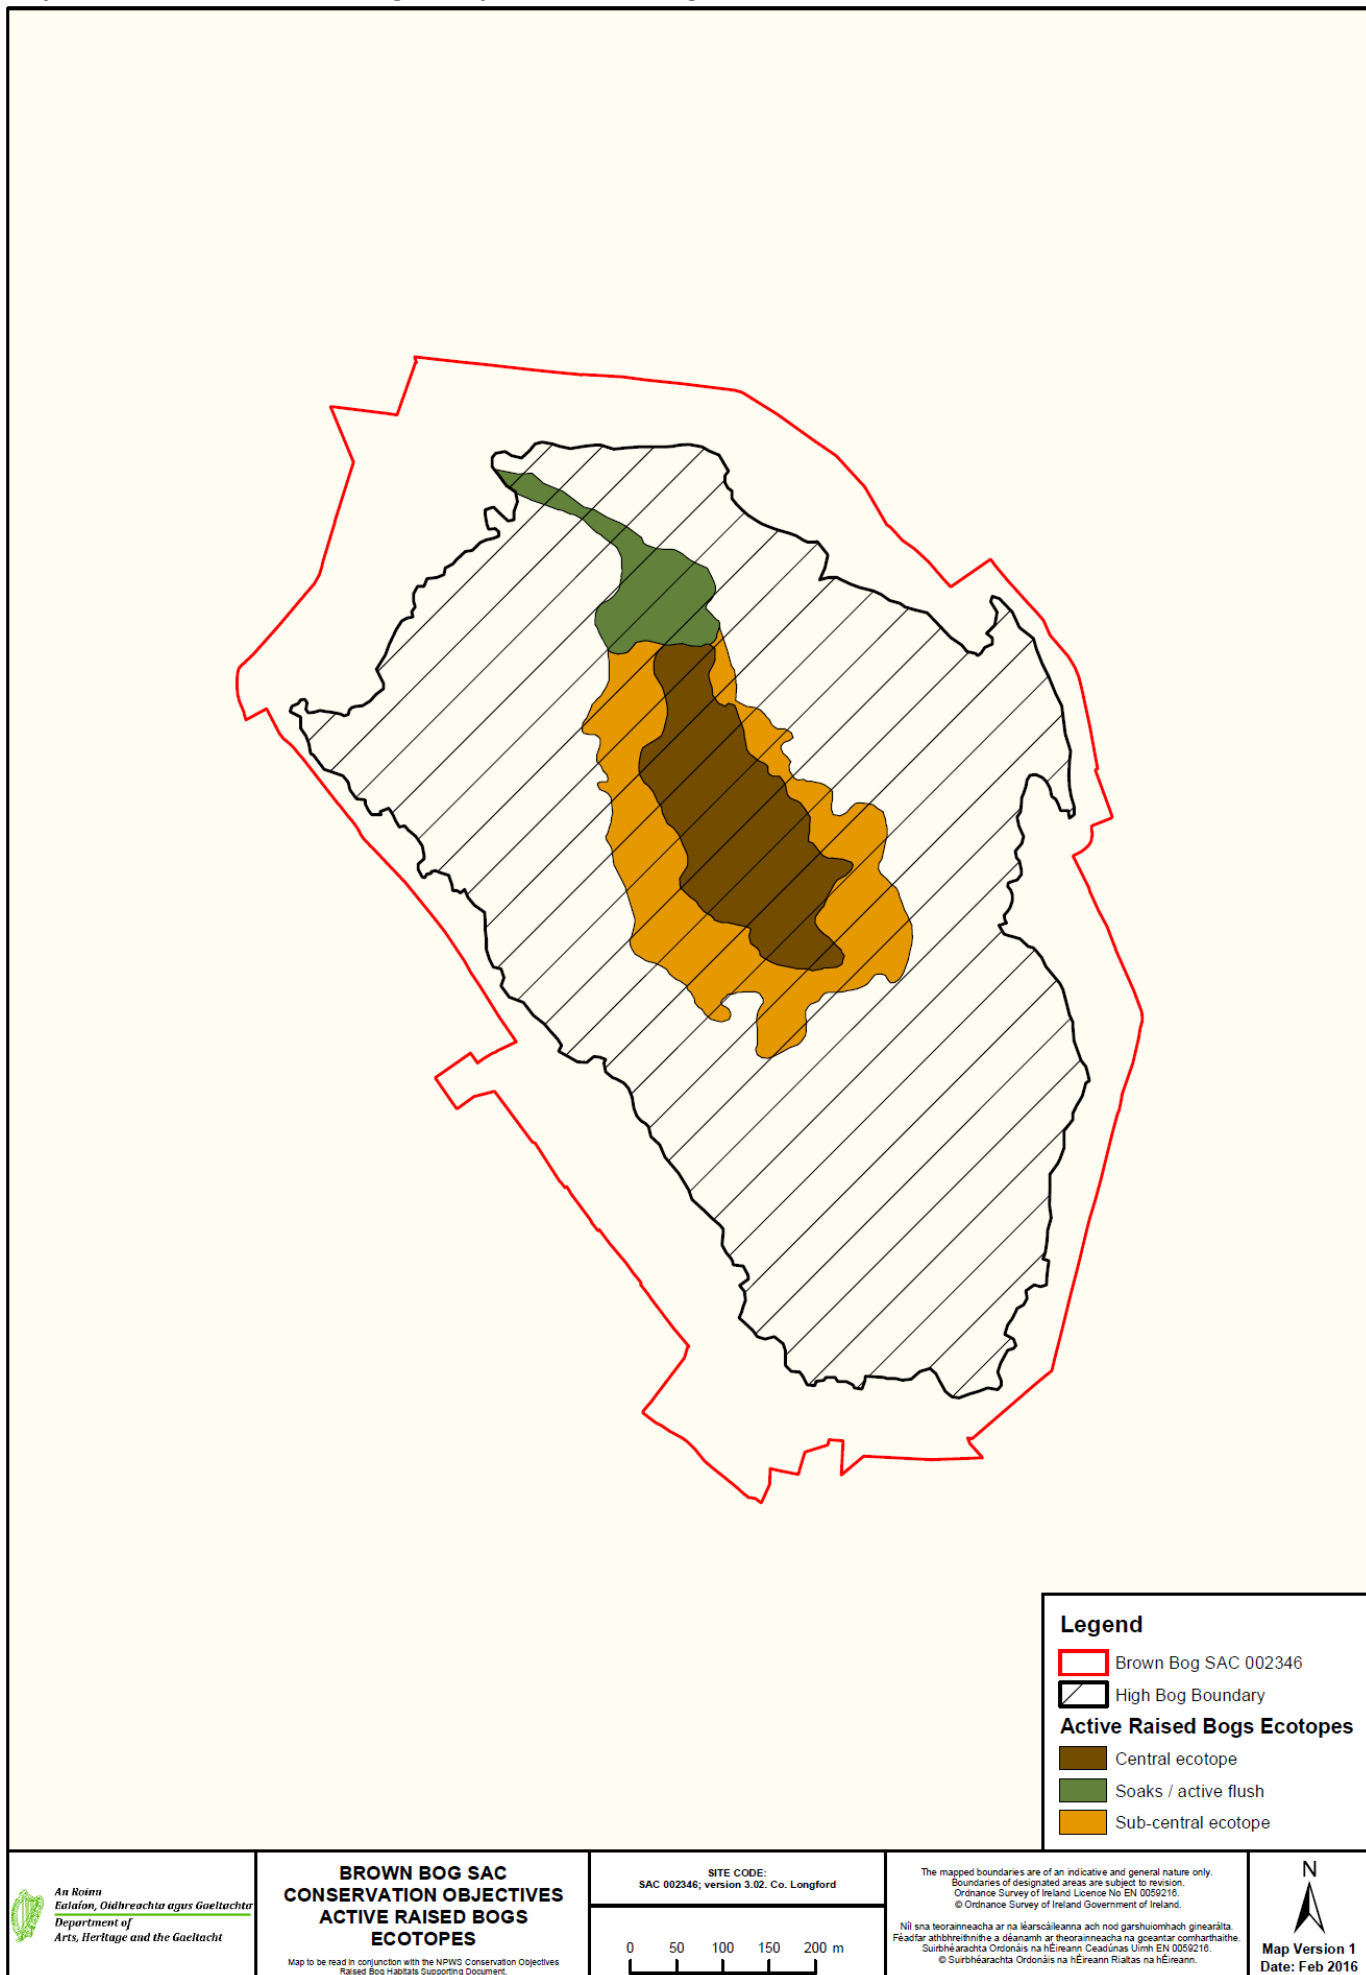 Legend
Brown Bog SAC 002346
High Bog Boundary
Active Raised Bogs Ecotopes
Central ecotope
Soaks / active flush
Sub-central ecotope
An Roinn
Ealaíon, Oidhreachta agus Gaeltachta
Department of
Arts, Heritage and the Gaeltacht
BROWN BOG SAC
CONSERVATION OBJECTIVES
ACTIVE RAISED BOGS
ECOTOPES
Map to be read in conjunction with the NPWS Conservation Objectives
Raised Bog Habitats Supporting Document.
SITE CODE:
SAC 002346; version 3.02. Co. Longford
0 50 100 150 200 m
The mapped boundaries are of an indicative and general nature only.
Boundaries of designated areas are subject to revision.
Ordnance Survey of Ireland Licence No EN 0059216.
© Ordnance Survey of Ireland Government of Ireland.
Níl sna teorainneacha ar na léarscáileanna ach nod garshuiomhach ginearálta.
Féadfar athbhreithnithe a déanamh ar theorainneacha na gceantar comharthaithe.
Suirbhéarachta Ordonáis na hÉireann Ceadúnas Uimh EN 0059216.
© Suirbhéarachta Ordonáis na hÉireann Rialtas na hÉireann.
N
Map Version 1
Date: Feb 2016